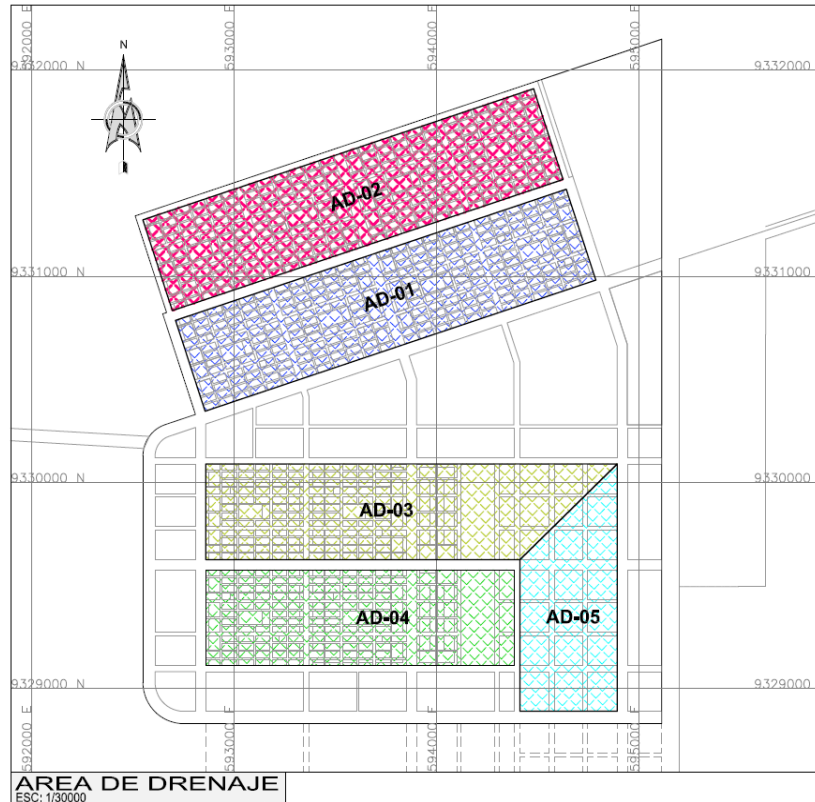 592000 E
593000 E
594000 E
595000 E
9332000 N
9332000
N
AD-02
9331000 N
9331000
AD-01
9330000 N
9330000
AD-03
AD-04
AD-05
9329000 N
9329000
592000 E
593000 E
594000 E
595000 E
AREA DE DRENAJE
ESC: 1/30000